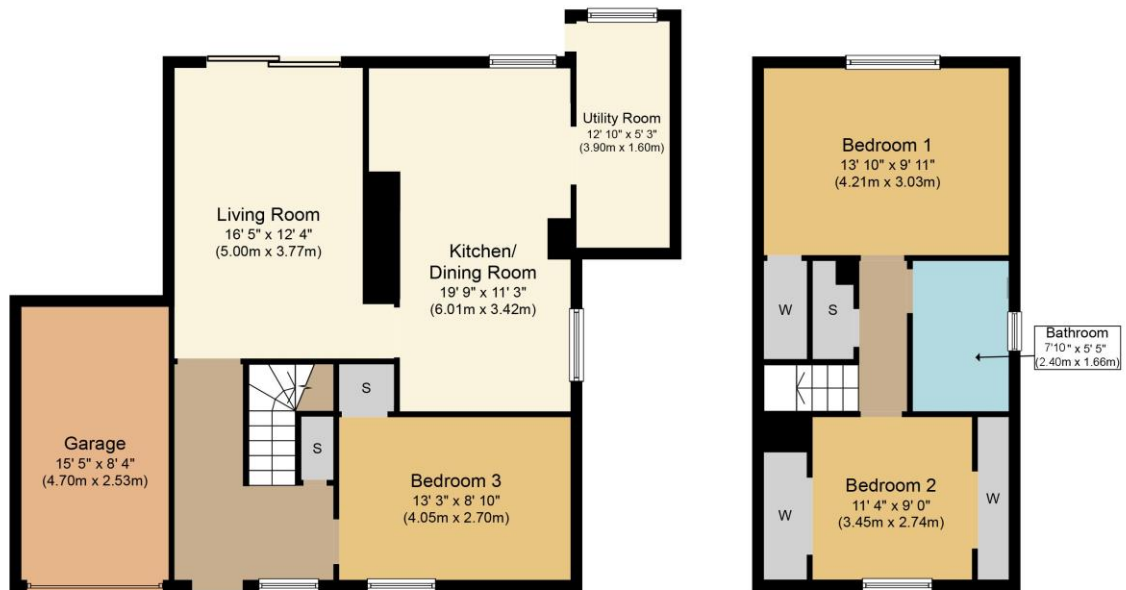 Utility Room
12' 10" x 5' 3"
(3.90m x 1.60m)
Living Room
16' 5" x 12' 4"
(5.00m x 3.77m)
Kitchen/
Dining Room
19' 9" x 11' 3"
(6.01m x 3.42m)
S
S
Garage
15' 5" x 8' 4"
(4.70m x 2.53m)
Bedroom 3
13' 3" x 8' 10"
(4.05m x 2.70m)
Bedroom 1
13' 10" x 9' 11"
(4.21m x 3.03m)
W
S
Bathroom
7'10" x 5' 5"
(2.40m x 1.66m)
Bedroom 2
11' 4" x 9' 0"
(3.45m x 2.74m)
W
W